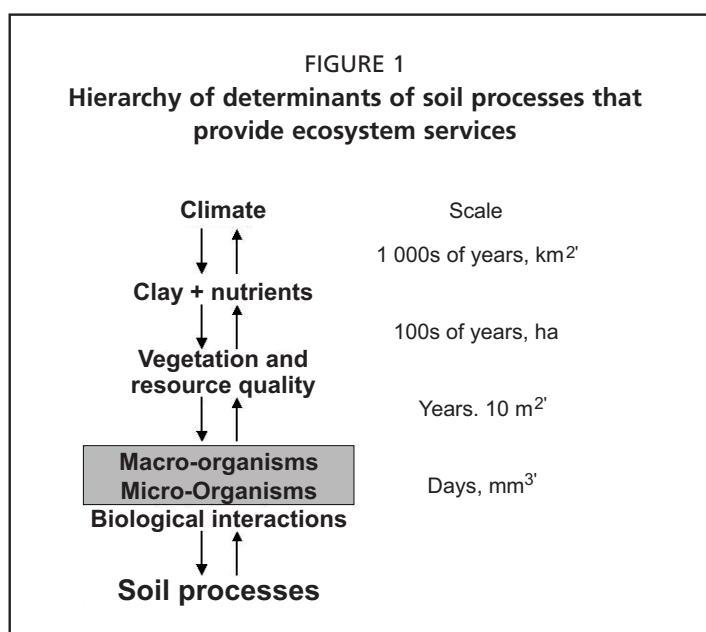 FIGURE 1
Hierarchy of determinants of soil processes that
provide ecosystem services
Climate
Scale
1 000s of years, km²'
Clay + nutrients
100s of years, ha
Vegetation and
resource quality
Years. 10 m²'
Macro-organisms
Micro-Organisms
Days, mm³'
Biological interactions
Soil processes